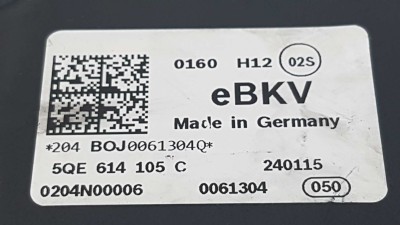 0160 H12 02S
eBKV
Made in Germany
*204 BOJ0061304Q*
5QE 614 105 C 240115
0204N00006 0061304 050